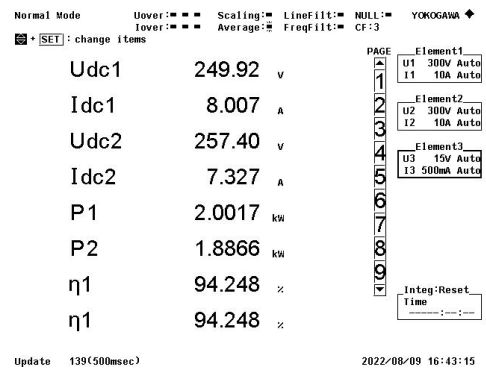 Normal Mode Uover: Scaling: LineFilt: NULL: YOKOGAWA
Iover: Average: FreqFilt: CF:3
+ SET : change items
PAGE
Udc1 249.92 V
Idc1 8.007 A
Udc2 257.40 V
Idc2 7.327 A
P1 2.0017 kW
P2 1.8866 kW
η1 94.248 %
η1 94.248 %
1
2
3
4
5
6
7
8
9
Element1
U1 300V Auto
I1 10A Auto
Element2
U2 300V Auto
I2 10A Auto
Element3
U3 15V Auto
I3 500mA Auto
Integ:Reset
Time
-----:--:--
Update 139(500msec) 2022/08/09 16:43:15